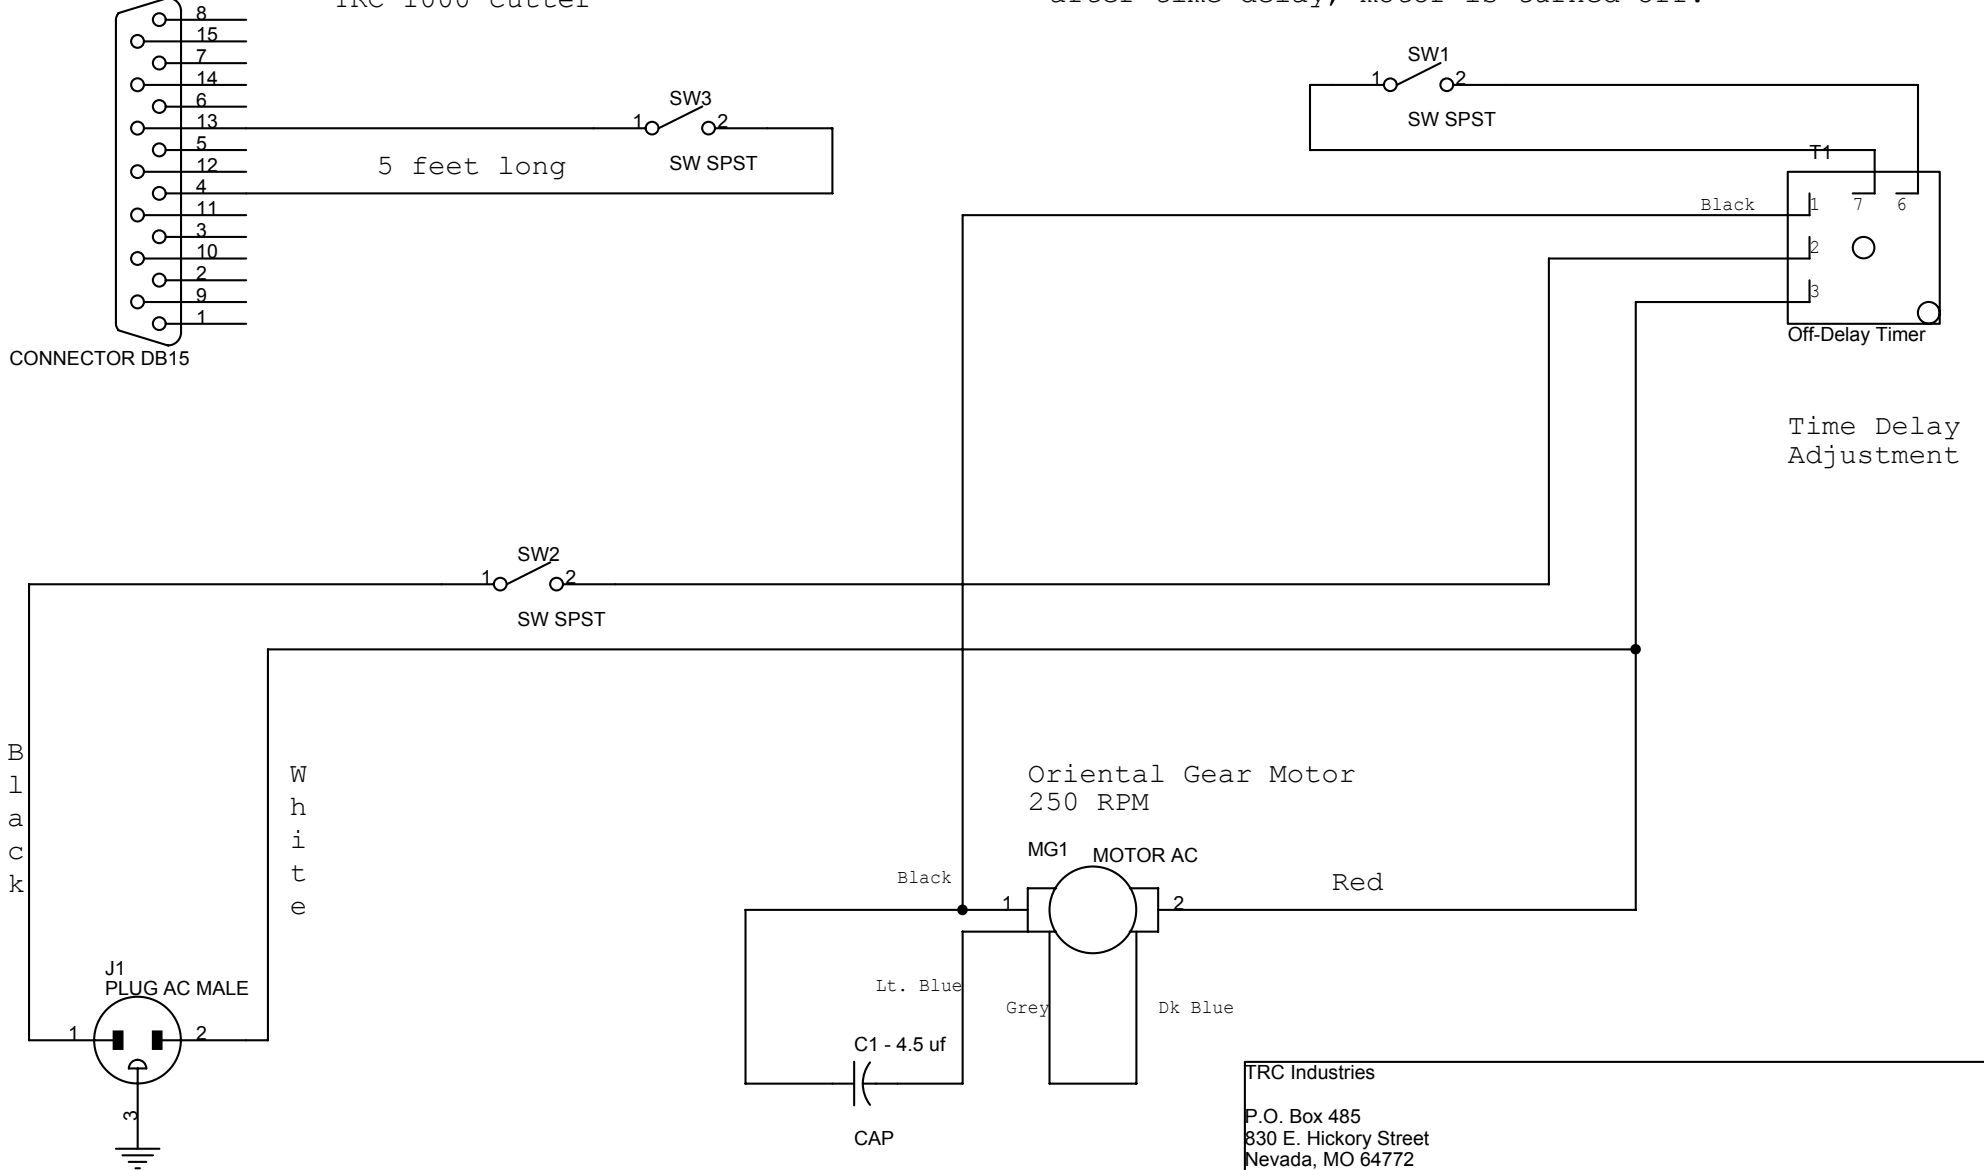 TRC 1000 Cutter
after time delay, motor is turned off.
8
15
7
14
6
13
5
12
4
11
3
10
2
9
1
CONNECTOR DB15
SW3
1
2
SW SPST
5 feet long
SW1
1
2
SW SPST
T1
Black
1
7
6
2
3
Off-Delay Timer
Time Delay
Adjustment
SW2
1
2
SW SPST
Black
White
Oriental Gear Motor
250 RPM
MG1
MOTOR AC
Black
1
2
Red
Lt. Blue
Grey
Dk Blue
J1
PLUG AC MALE
1
2
3
C1 - 4.5 uf
CAP
TRC Industries
P.O. Box 485
830 E. Hickory Street
Nevada, MO 64772